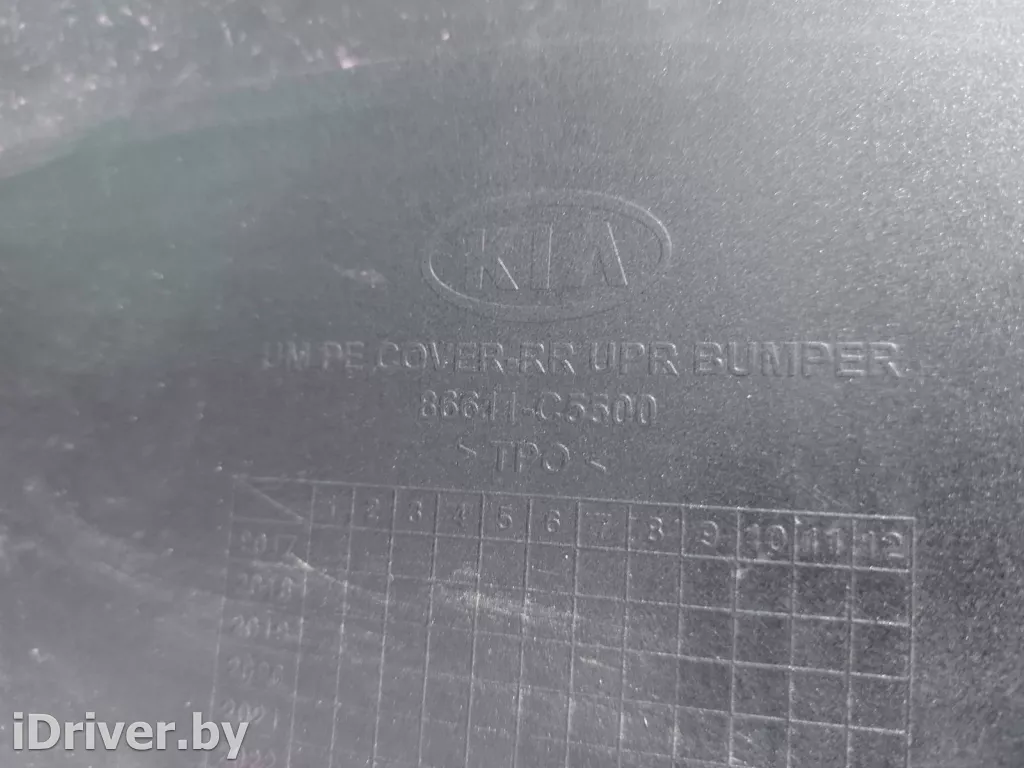 KIA
UM PE COVER-RR UPR BUMPER
86611-C5500
> TPO <
1 2 3 4 5 6 7 8 9 10 11 12
2017
2018
2019
2020
2021
iDriver.by